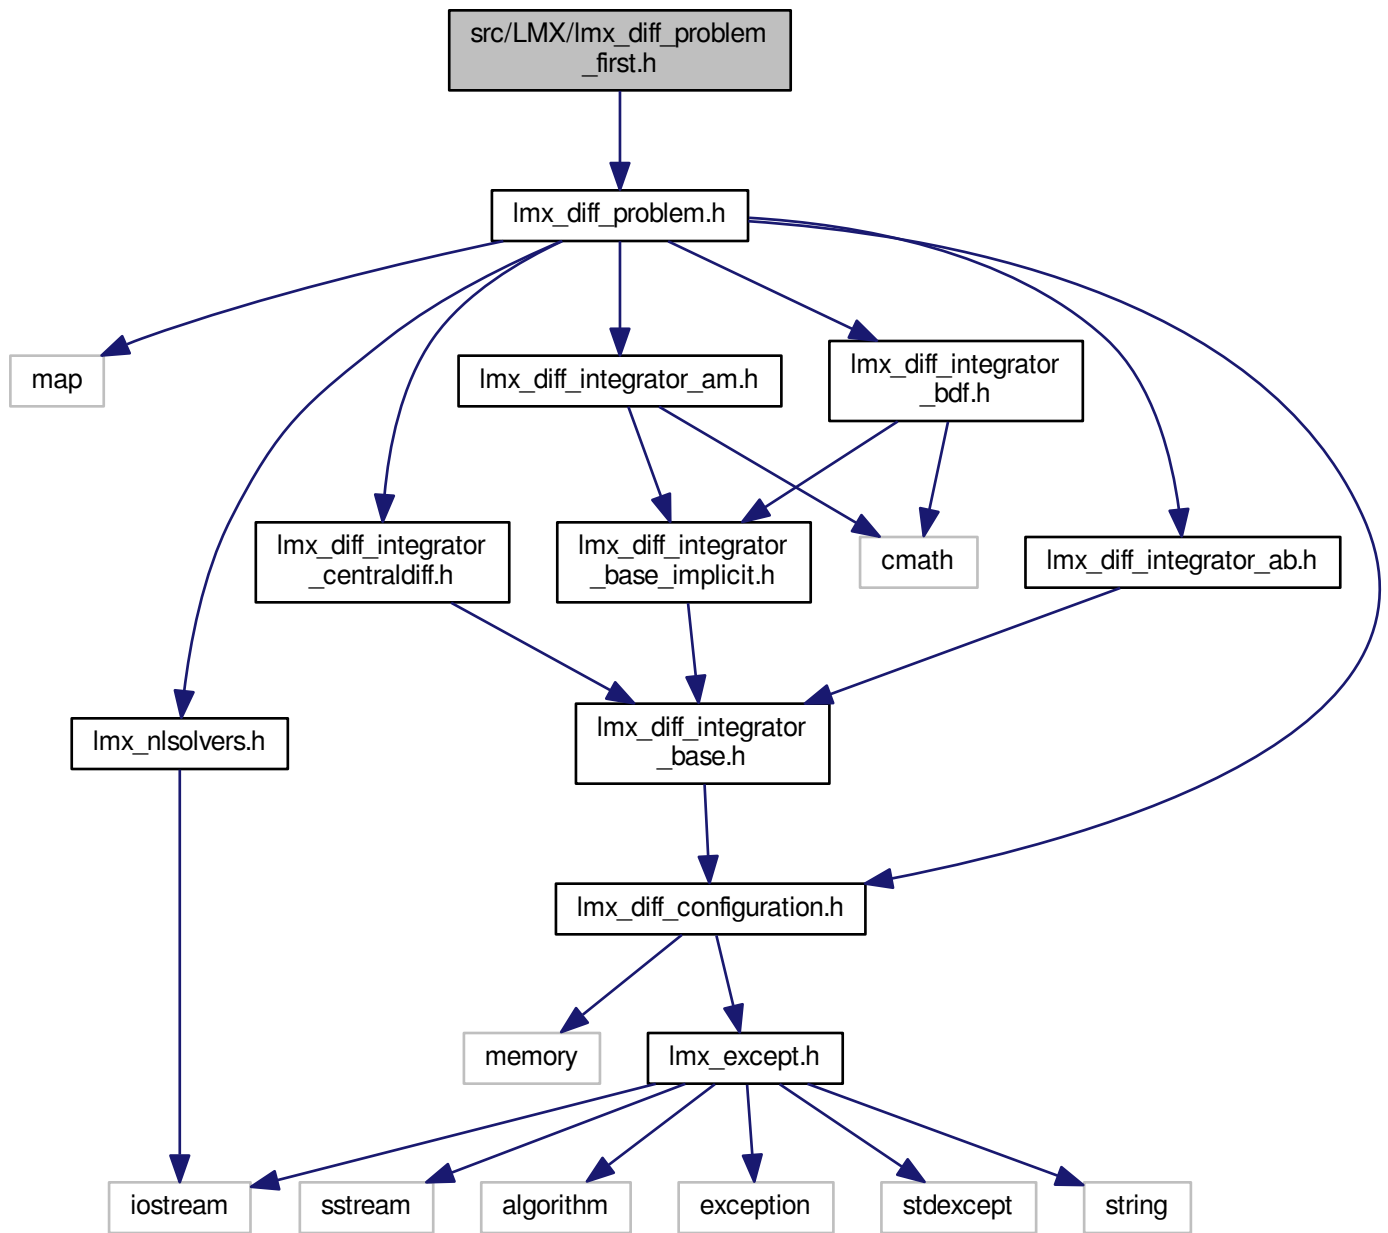 src/LMX/lmx_diff_problem
_first.h
lmx_diff_problem.h
map
lmx_diff_integrator_am.h
lmx_diff_integrator
_bdf.h
lmx_diff_integrator
_centraldiff.h
lmx_diff_integrator
_base_implicit.h
cmath
lmx_diff_integrator_ab.h
lmx_nlsolvers.h
lmx_diff_integrator
_base.h
lmx_diff_configuration.h
memory
lmx_except.h
iostream
sstream
algorithm
exception
stdexcept
string